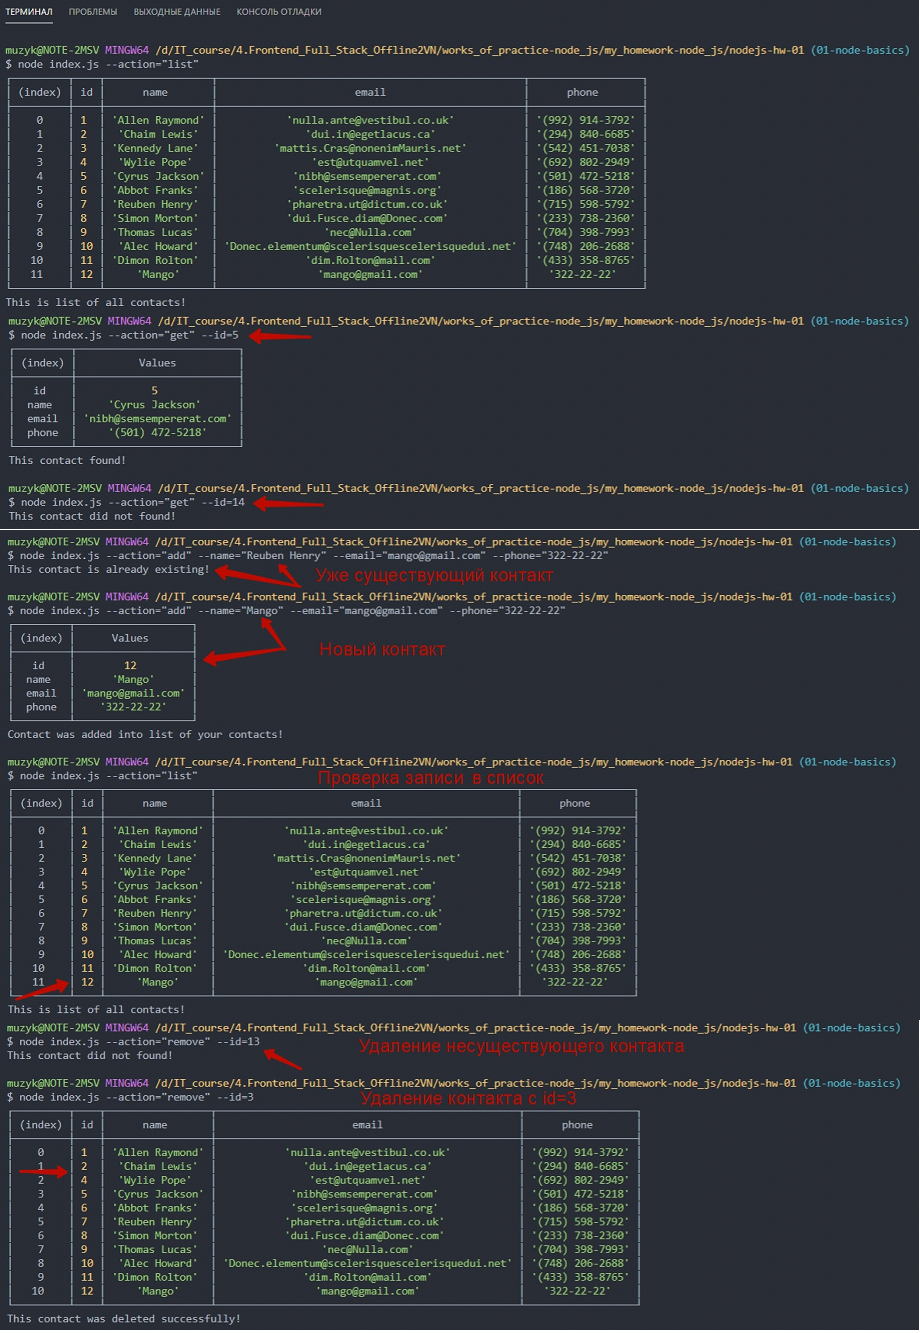 ТЕРМИНАЛ ПРОБЛЕМЫ ВЫХОДНЫЕ ДАННЫЕ КОНСОЛЬ ОТЛАДКИ
muzyk@NOTE-2MSV MINGW64 /d/IT_course/4.Frontend_Full_Stack_Offline2VN/works_of_practice-node_js/my_homework-node_js/nodejs-hw-01 (01-node-basics)
$ node index.js --action="list"
(index) id name email phone
0 1 'Allen Raymond' 'nulla.ante@vestibul.co.uk' '(992) 914-3792'
1 2 'Chaim Lewis' 'dui.in@egetlacus.ca' '(294) 840-6685'
2 3 'Kennedy Lane' 'mattis.Cras@nonenimMauris.net' '(542) 451-7038'
3 4 'Wylie Pope' 'est@utquamvel.net' '(692) 802-2949'
4 5 'Cyrus Jackson' 'nibh@semsempererat.com' '(501) 472-5218'
5 6 'Abbot Franks' 'scelerisque@magnis.org' '(186) 568-3720'
6 7 'Reuben Henry' 'pharetra.ut@dictum.co.uk' '(715) 598-5792'
7 8 'Simon Morton' 'dui.Fusce.diam@Donec.com' '(233) 738-2360'
8 9 'Thomas Lucas' 'nec@Nulla.com' '(704) 398-7993'
9 10 'Alec Howard' 'Donec.elementum@scelerisquescelerisquedui.net' '(748) 206-2688'
10 11 'Dimon Rolton' 'dim.Rolton@mail.com' '(433) 358-8765'
11 12 'Mango' 'mango@gmail.com' '322-22-22'
This is list of all contacts!
muzyk@NOTE-2MSV MINGW64 /d/IT_course/4.Frontend_Full_Stack_Offline2VN/works_of_practice-node_js/my_homework-node_js/nodejs-hw-01 (01-node-basics)
$ node index.js --action="get" --id=5
(index) Values
id 5
name 'Cyrus Jackson'
email 'nibh@semsempererat.com'
phone '(501) 472-5218'
This contact found!
muzyk@NOTE-2MSV MINGW64 /d/IT_course/4.Frontend_Full_Stack_Offline2VN/works_of_practice-node_js/my_homework-node_js/nodejs-hw-01 (01-node-basics)
$ node index.js --action="get" --id=14
This contact did not found!
muzyk@NOTE-2MSV MINGW64 /d/IT_course/4.Frontend_Full_Stack_Offline2VN/works_of_practice-node_js/my_homework-node_js/nodejs-hw-01 (01-node-basics)
$ node index.js --action="add" --name="Reuben Henry" --email="mango@gmail.com" --phone="322-22-22"
This contact is already existing!
Уже существующий контакт
muzyk@NOTE-2MSV MINGW64 /d/IT_course/4.Frontend_Full_Stack_Offline2VN/works_of_practice-node_js/my_homework-node_js/nodejs-hw-01 (01-node-basics)
$ node index.js --action="add" --name="Mango" --email="mango@gmail.com" --phone="322-22-22"
(index) Values
Новый контакт
id 12
name 'Mango'
email 'mango@gmail.com'
phone '322-22-22'
Contact was added into list of your contacts!
muzyk@NOTE-2MSV MINGW64 /d/IT_course/4.Frontend_Full_Stack_Offline2VN/works_of_practice-node_js/my_homework-node_js/nodejs-hw-01 (01-node-basics)
$ node index.js --action="list"
Проверка записи в список
(index) id name email phone
0 1 'Allen Raymond' 'nulla.ante@vestibul.co.uk' '(992) 914-3792'
1 2 'Chaim Lewis' 'dui.in@egetlacus.ca' '(294) 840-6685'
2 3 'Kennedy Lane' 'mattis.Cras@nonenimMauris.net' '(542) 451-7038'
3 4 'Wylie Pope' 'est@utquamvel.net' '(692) 802-2949'
4 5 'Cyrus Jackson' 'nibh@semsempererat.com' '(501) 472-5218'
5 6 'Abbot Franks' 'scelerisque@magnis.org' '(186) 568-3720'
6 7 'Reuben Henry' 'pharetra.ut@dictum.co.uk' '(715) 598-5792'
7 8 'Simon Morton' 'dui.Fusce.diam@Donec.com' '(233) 738-2360'
8 9 'Thomas Lucas' 'nec@Nulla.com' '(704) 398-7993'
9 10 'Alec Howard' 'Donec.elementum@scelerisquescelerisquedui.net' '(748) 206-2688'
10 11 'Dimon Rolton' 'dim.Rolton@mail.com' '(433) 358-8765'
11 12 'Mango' 'mango@gmail.com' '322-22-22'
This is list of all contacts!
muzyk@NOTE-2MSV MINGW64 /d/IT_course/4.Frontend_Full_Stack_Offline2VN/works_of_practice-node_js/my_homework-node_js/nodejs-hw-01 (01-node-basics)
$ node index.js --action="remove" --id=13
Удаление несуществующего контакта
This contact did not found!
muzyk@NOTE-2MSV MINGW64 /d/IT_course/4.Frontend_Full_Stack_Offline2VN/works_of_practice-node_js/my_homework-node_js/nodejs-hw-01 (01-node-basics)
$ node index.js --action="remove" --id=3
Удаление контакта с id=3
(index) id name email phone
0 1 'Allen Raymond' 'nulla.ante@vestibul.co.uk' '(992) 914-3792'
1 2 'Chaim Lewis' 'dui.in@egetlacus.ca' '(294) 840-6685'
2 4 'Wylie Pope' 'est@utquamvel.net' '(692) 802-2949'
3 5 'Cyrus Jackson' 'nibh@semsempererat.com' '(501) 472-5218'
4 6 'Abbot Franks' 'scelerisque@magnis.org' '(186) 568-3720'
5 7 'Reuben Henry' 'pharetra.ut@dictum.co.uk' '(715) 598-5792'
6 8 'Simon Morton' 'dui.Fusce.diam@Donec.com' '(233) 738-2360'
7 9 'Thomas Lucas' 'nec@Nulla.com' '(704) 398-7993'
8 10 'Alec Howard' 'Donec.elementum@scelerisquescelerisquedui.net' '(748) 206-2688'
9 11 'Dimon Rolton' 'dim.Rolton@mail.com' '(433) 358-8765'
10 12 'Mango' 'mango@gmail.com' '322-22-22'
This contact was deleted successfully!